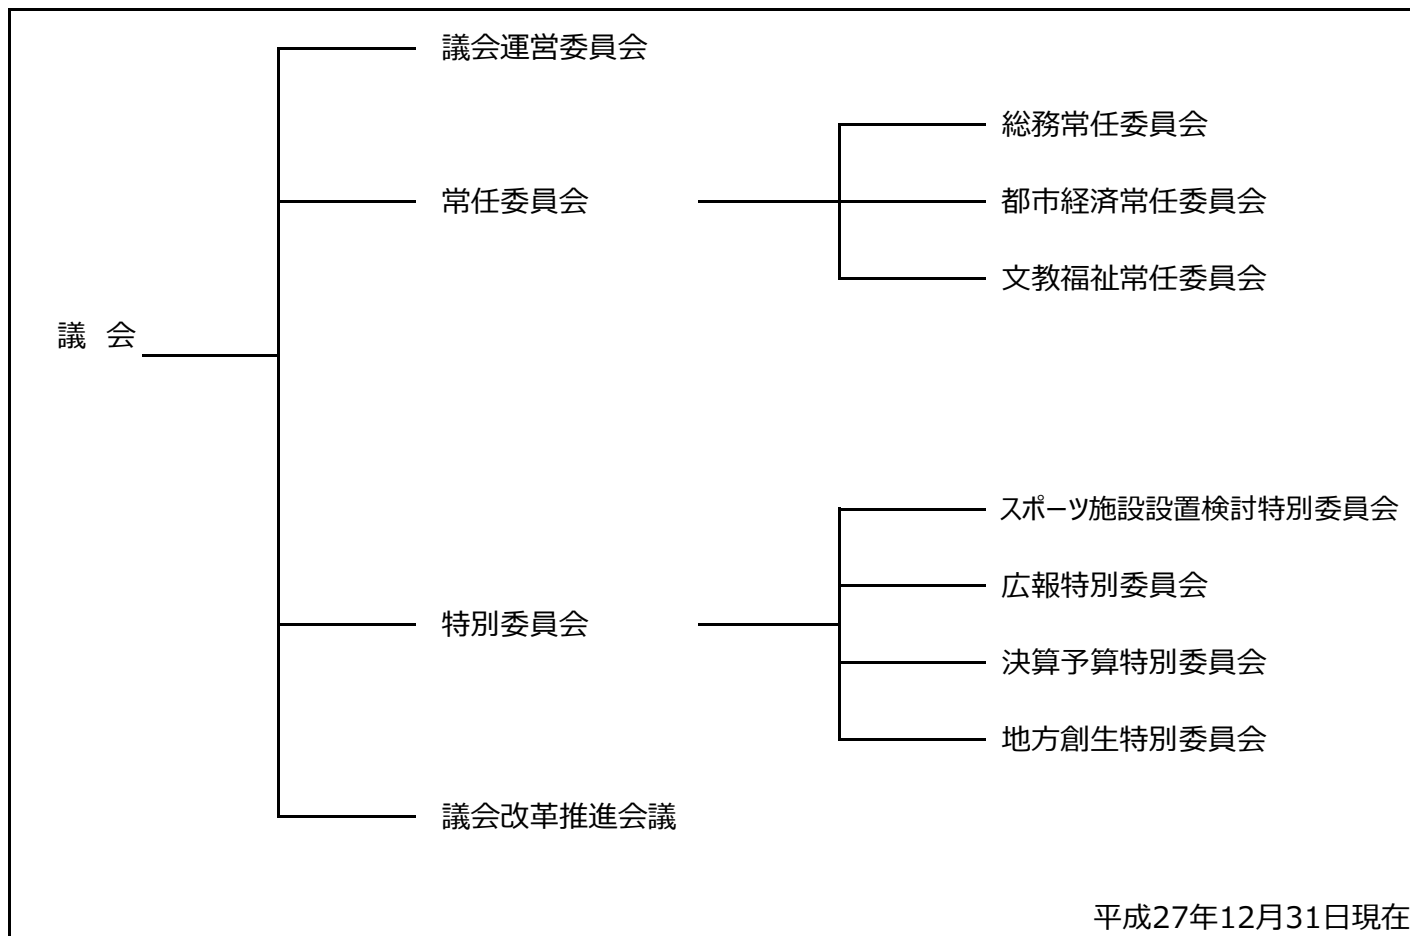 議会運営委員会
総務常任委員会
常任委員会
都市経済常任委員会
文教福祉常任委員会
議 会
スポーツ施設設置検討特別委員会
広報特別委員会
特別委員会
決算予算特別委員会
地方創生特別委員会
議会改革推進会議
平成27年12月31日現在